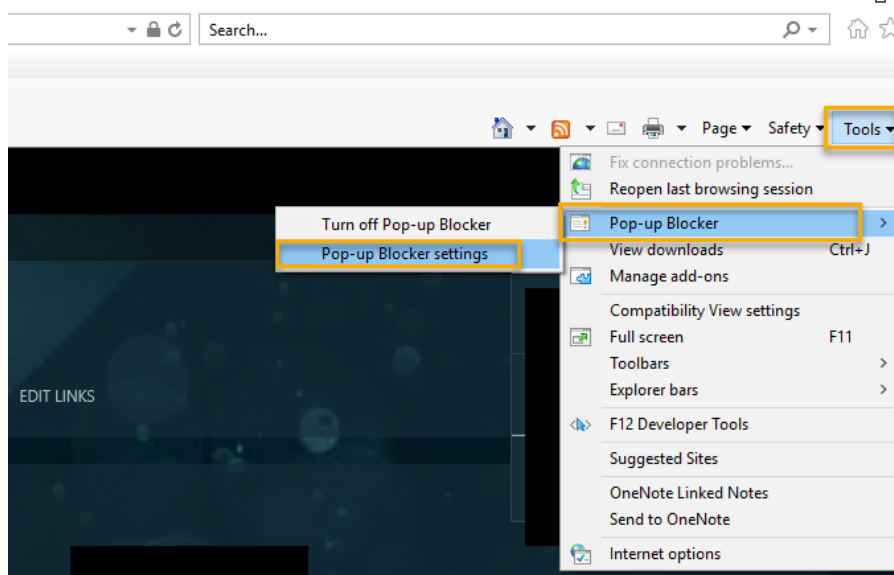 Search...
Page Safety Tools
Fix connection problems...
Reopen last browsing session
Pop-up Blocker
Turn off Pop-up Blocker
Pop-up Blocker settings
View downloads Ctrl+J
Manage add-ons
Compatibility View settings
Full screen F11
Toolbars
Explorer bars
F12 Developer Tools
Suggested Sites
OneNote Linked Notes
Send to OneNote
Internet options
EDIT LINKS